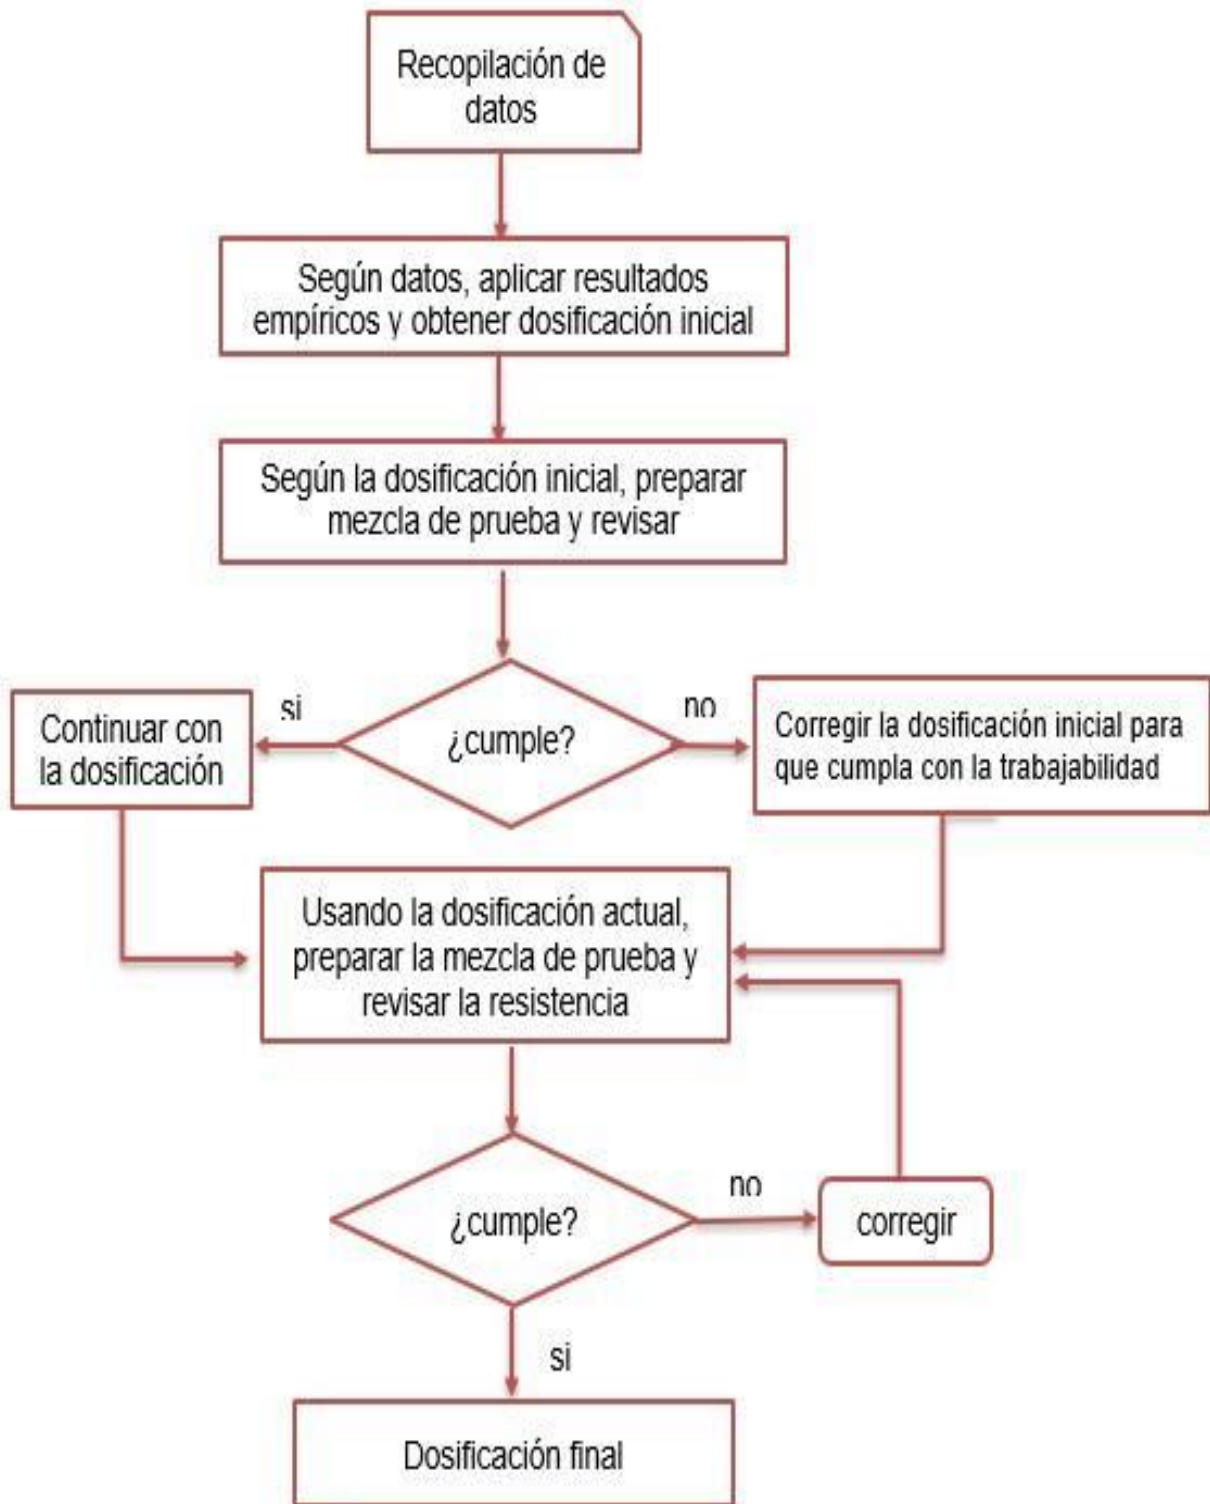 Recopilación de
datos
Según datos, aplicar resultados
empíricos y obtener dosificación inicial
Según la dosificación inicial, preparar
mezcla de prueba y revisar
¿cumple?
si
no
Continuar con
la dosificación
Corregir la dosificación inicial para
que cumpla con la trabajabilidad
Usando la dosificación actual,
preparar la mezcla de prueba y
revisar la resistencia
¿cumple?
no
corregir
si
Dosificación final